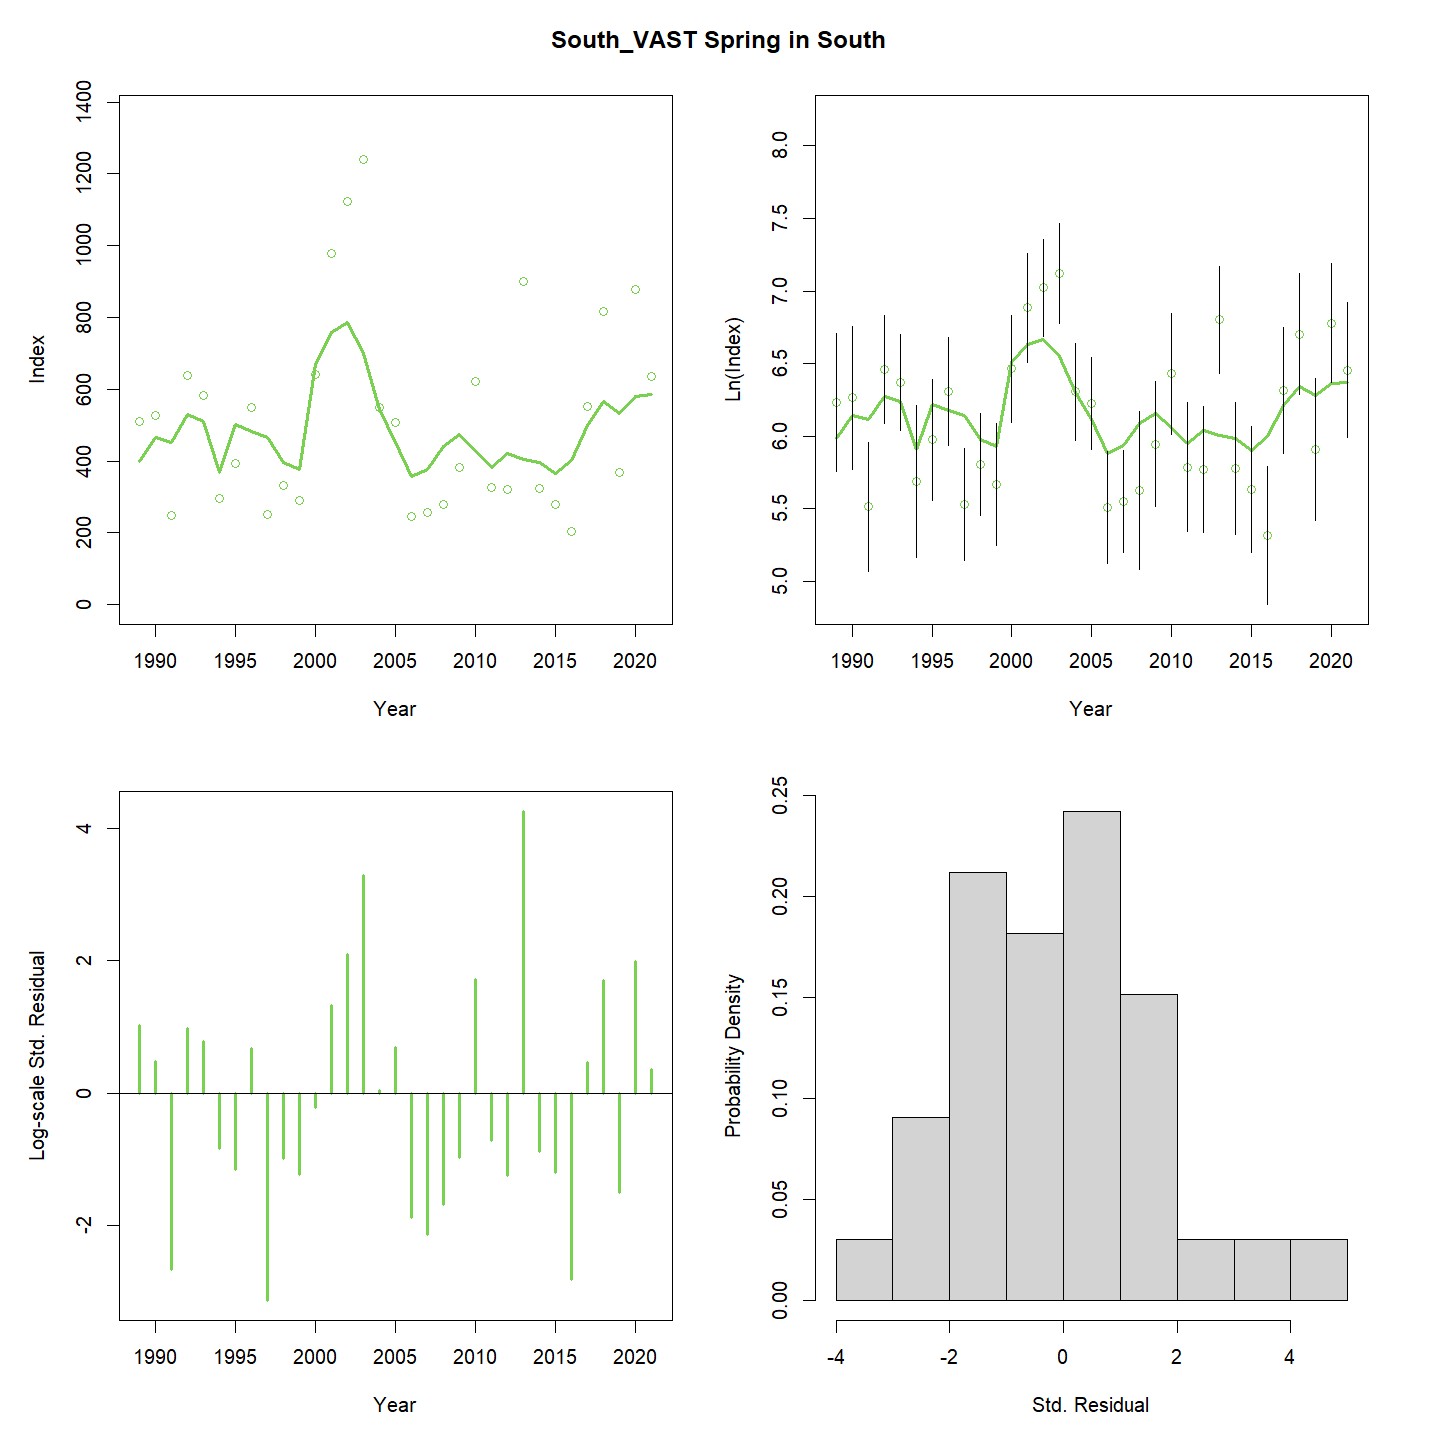 South_VAST Spring in South
Index
0 200 400 600 800 1000 1200 1400
1990 1995 2000 2005 2010 2015 2020
Year
Ln(Index)
5.0 5.5 6.0 6.5 7.0 7.5 8.0
1990 1995 2000 2005 2010 2015 2020
Year
Log-scale Std. Residual
-2 0 2 4
1990 1995 2000 2005 2010 2015 2020
Year
Probability Density
0.00 0.05 0.10 0.15 0.20 0.25
-4 -2 0 2 4
Std. Residual